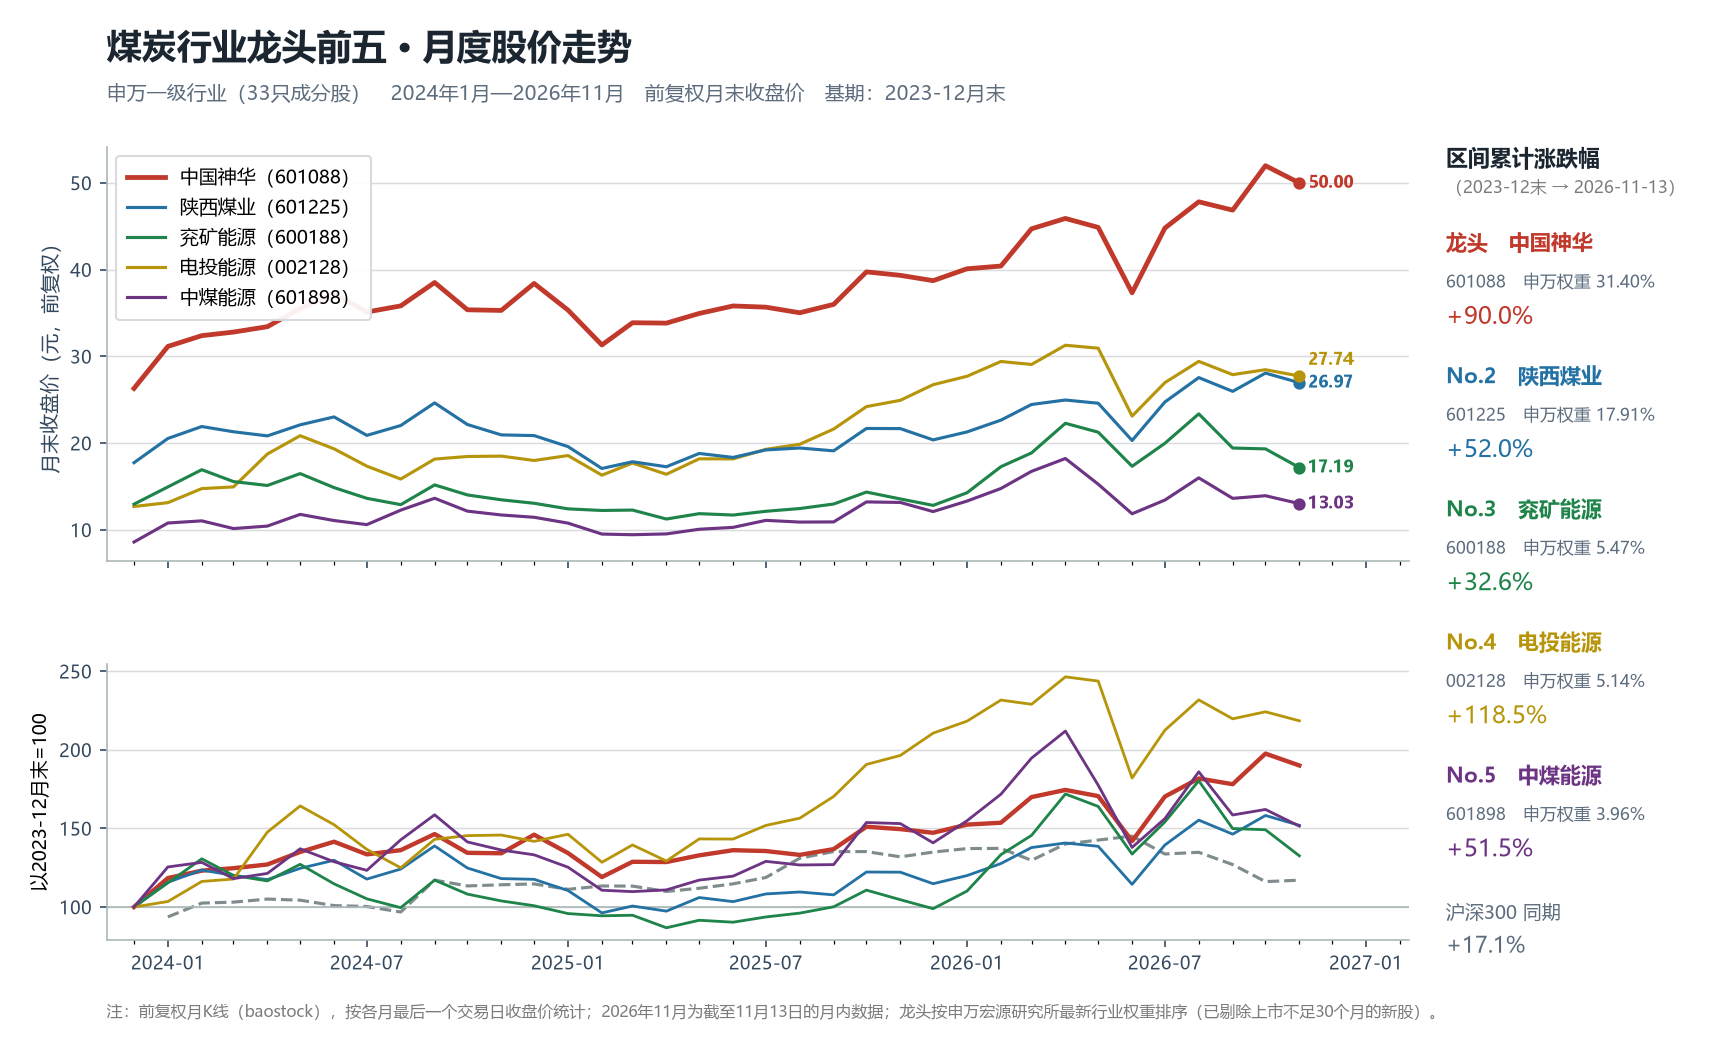 煤炭行业龙头前五 • 月度股价走势
申万一级行业（33只成分股） 2024年1月—2026年11月 前复权月末收盘价 基期：2023-12月末
月末收盘价（元，前复权）
50
40
30
20
10
中国神华（601088）
陕西煤业（601225）
兖矿能源（600188）
电投能源（002128）
中煤能源（601898）
50.00
27.74
26.97
17.19
13.03
以2023-12月末=100
250
200
150
100
2024-01
2024-07
2025-01
2025-07
2026-01
2026-07
2027-01
区间累计涨跌幅
（2023-12末 → 2026-11-13）
龙头 中国神华
601088 申万权重 31.40%
+90.0%
No.2 陕西煤业
601225 申万权重 17.91%
+52.0%
No.3 兖矿能源
600188 申万权重 5.47%
+32.6%
No.4 电投能源
002128 申万权重 5.14%
+118.5%
No.5 中煤能源
601898 申万权重 3.96%
+51.5%
沪深300 同期
+17.1%
注：前复权月K线（baostock），按各月最后一个交易日收盘价统计；2026年11月为截至11月13日的月内数据；龙头按申万宏源研究所最新行业权重排序（已剔除上市不足30个月的新股）。